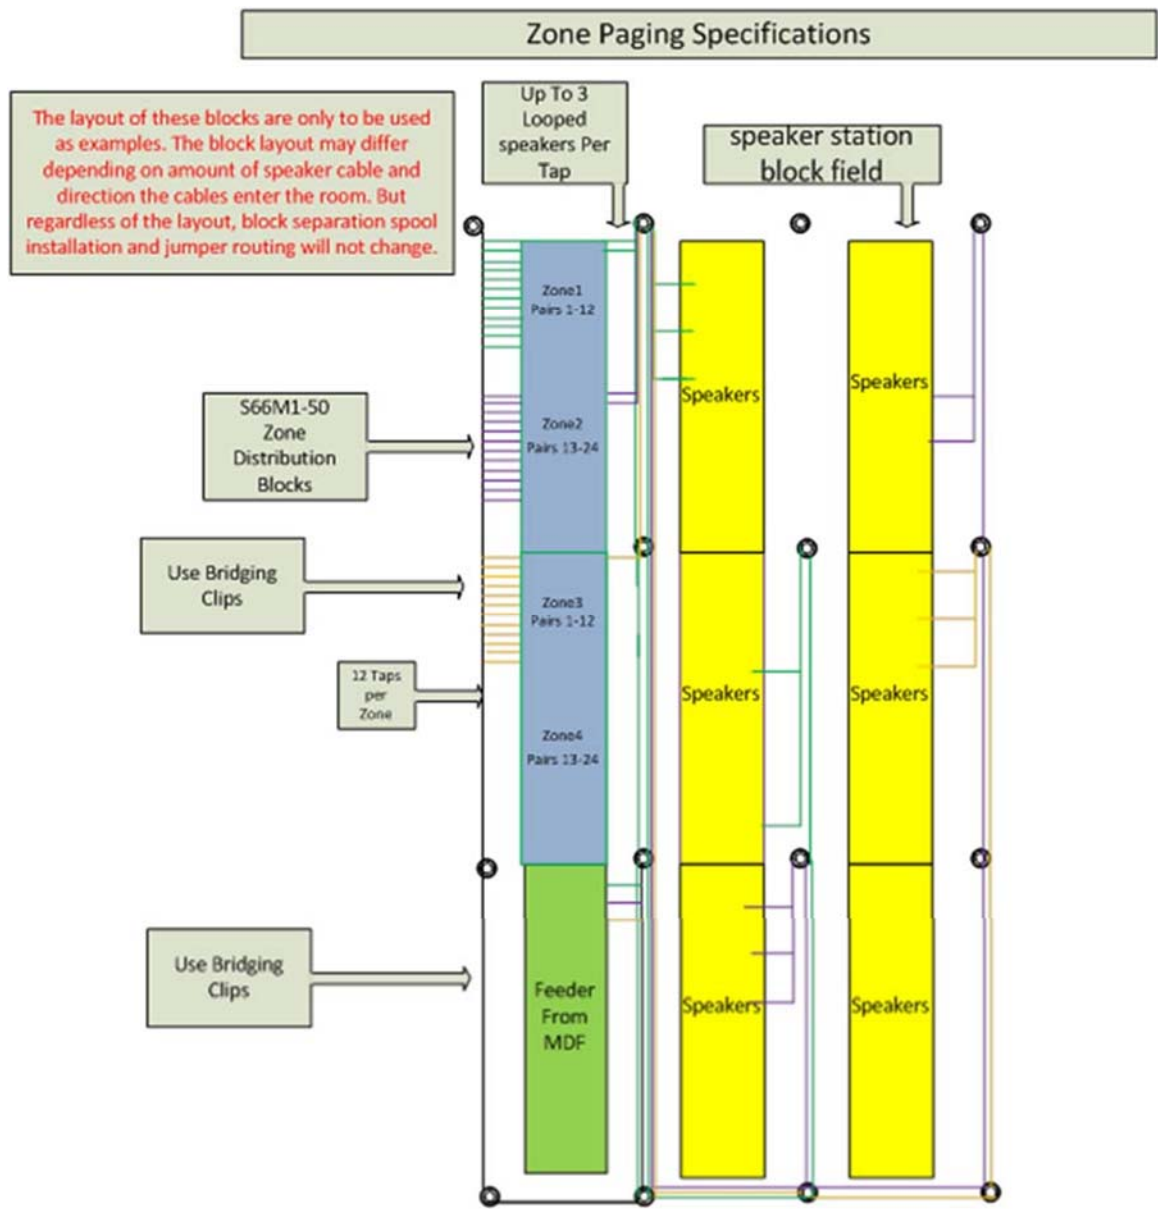 Zone Paging Specifications
The layout of these blocks are only to be used
as examples. The block layout may differ
depending on amount of speaker cable and
direction the cables enter the room. But
regardless of the layout, block separation spool
installation and jumper routing will not change.
Up To 3
Looped
speakers Per
Tap
speaker station
block field
Zone1
Pairs 1-12
Speakers
Speakers
S66M1-50
Zone
Distribution
Blocks
Zone2
Pairs 13-24
Use Bridging
Clips
Zone3
Pairs 1-12
12 Taps
per
Zone
Speakers
Speakers
Zone4
Pairs 13-24
Use Bridging
Clips
Feeder
From
MDF
Speakers
Speakers